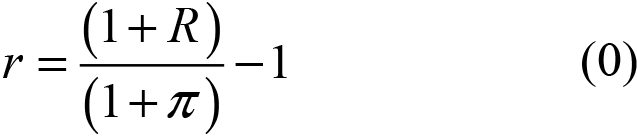 r = (1 + R) / (1 + π) − 1 (0)